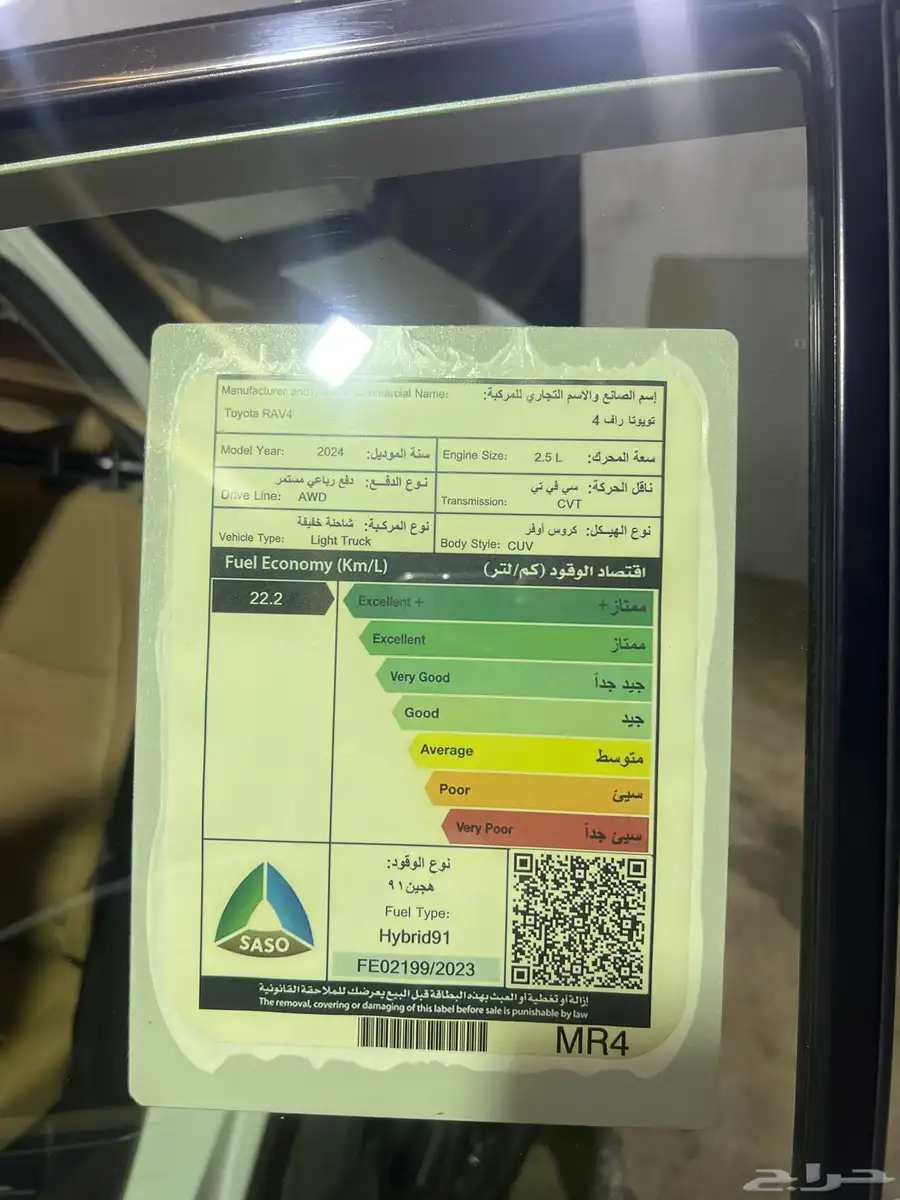 Manufacturer and Commercial Name: إسم الصانع والاسم التجاري للمركبة:
Toyota RAV4 تويوتا راف 4
Model Year: 2024 سنة الموديل: Engine Size: 2.5 L سعة المحرك:
نوع الدفع: دفع رباعي مستمر ناقل الحركة: سي في تي
Drive Line: AWD Transmission: CVT
نوع المركبة: شاحنة خفيفة نوع الهيكل: كروس أوفر
Vehicle Type: Light Truck Body Style: CUV
Fuel Economy (Km/L) اقتصاد الوقود (كم/لتر)
22.2 Excellent + ممتاز+
Excellent ممتاز
Very Good جيد جداً
Good جيد
Average متوسط
Poor سيئ
Very Poor سيئ جداً
نوع الوقود:
هجين٩١
Fuel Type:
Hybrid91
SASO
FE02199/2023
إزالة أو تغطية أو العبث بهذه البطاقة قبل البيع يعرضك للملاحقة القانونية
The removal, covering or damaging of this label before sale is punishable by law
MR4
حراج